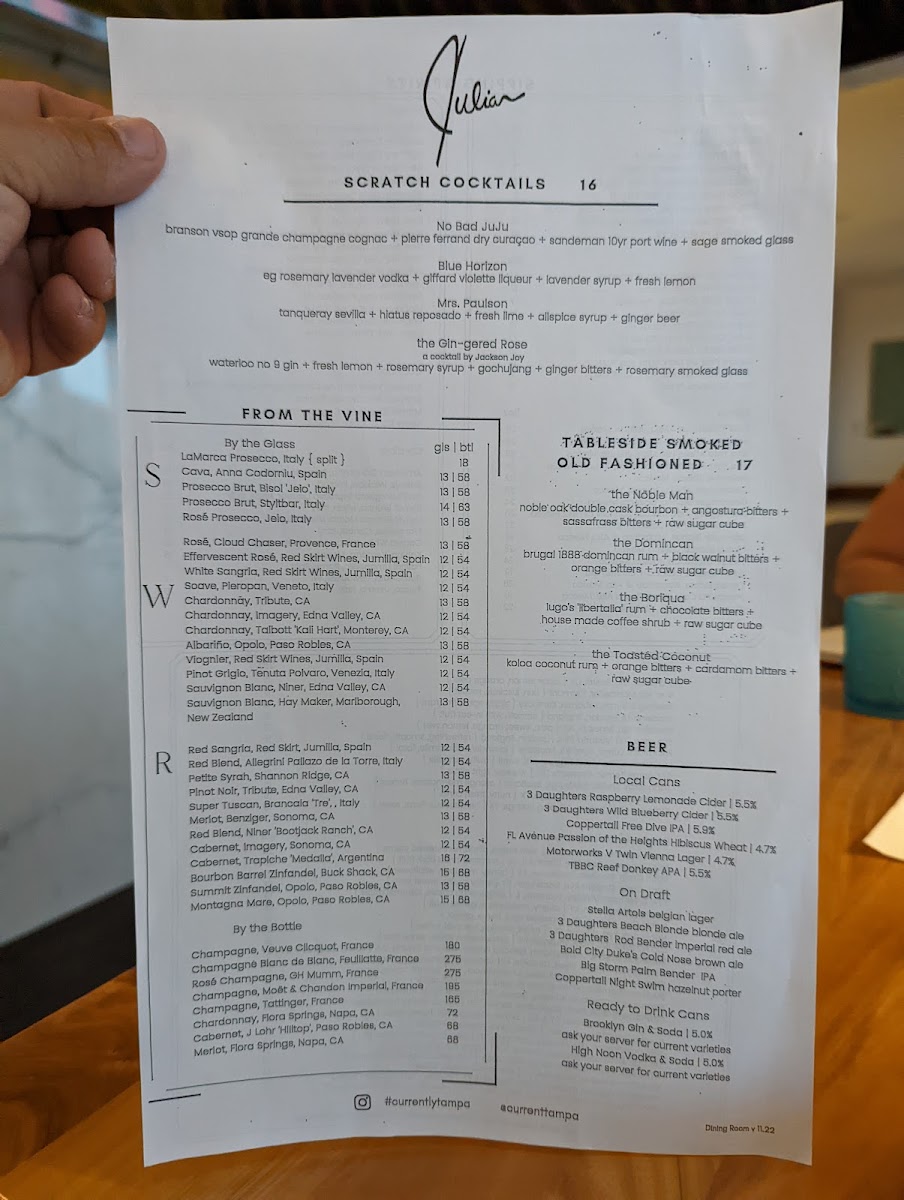 Julian
SCRATCH COCKTAILS 16
No Bad JuJu
branson vsop grande champagne cognac + pierre ferrand dry curaçao + sandeman 10yr port wine + sage smoked glass
Blue Horizon
eg rosemary lavender vodka + giffard violette liqueur + lavender syrup + fresh lemon
Mrs. Paulson
tanqueray sevilla + hiatus reposado + fresh lime + allspice syrup + ginger beer
the Gin-gered Rose
a cocktail by Jackson Joy
waterloo no 9 gin + fresh lemon + rosemary syrup + gochujang + ginger bitters + rosemary smoked glass
FROM THE VINE
By the Glass gls | btl
S
LaMarca Prosecco, Italy { split } 18
Cava, Anna Codorniu, Spain 13 | 58
Prosecco Brut, Bisol 'Jeio', Italy 13 | 58
Prosecco Brut, Styltbar, Italy 14 | 63
Rosé Prosecco, Jeio, Italy 13 | 58
W
Rosé, Cloud Chaser, Provence, France 13 | 58
Effervescent Rosé, Red Skirt Wines, Jumilla, Spain 12 | 54
White Sangria, Red Skirt Wines, Jumilla, Spain 12 | 54
Soave, Pieropan, Veneto, Italy 12 | 54
Chardonnay, Tribute, CA 13 | 58
Chardonnay, Imagery, Edna Valley, CA 12 | 54
Chardonnay, Talbott 'Kali Hart', Monterey, CA 12 | 54
Albariño, Opolo, Paso Robles, CA 13 | 58
Viognier, Red Skirt Wines, Jumilla, Spain 12 | 54
Pinot Grigio, Tenuta Polvaro, Venezia, Italy 12 | 54
Sauvignon Blanc, Niner, Edna Valley, CA 12 | 54
Sauvignon Blanc, Hay Maker, Marlborough, 13 | 58
New Zealand
R
Red Sangria, Red Skirt, Jumilla, Spain 12 | 54
Red Blend, Allegrini Pallazo de la Torre, Italy 12 | 54
Petite Syrah, Shannon Ridge, CA 13 | 58
Pinot Noir, Tribute, Edna Valley, CA 12 | 54
Super Tuscan, Brancaia 'Tre', , Italy 12 | 54
Merlot, Benziger, Sonoma, CA 13 | 58
Red Blend, Niner 'Bootjack Ranch', CA 12 | 54
Cabernet, Imagery, Sonoma, CA 12 | 54
Cabernet, Trapiche 'Medalla', Argentina 16 | 72
Bourbon Barrel Zinfandel, Buck Shack, CA 15 | 68
Summit Zinfandel, Opolo, Paso Robles, CA 13 | 58
Montagna Mare, Opolo, Paso Robles, CA 15 | 68
By the Bottle
Champagne, Veuve Clicquot, France 180
Champagne Blanc de Blanc, Feuillatte, France 275
Rosé Champagne, GH Mumm, France 275
Champagne, Moët & Chandon Imperial, France 195
Champagne, Tattinger, France 165
Chardonnay, Flora Springs, Napa, CA 72
Cabernet, J Lohr 'Hilltop', Paso Robles, CA 68
Merlot, Flora Springs, Napa, CA 68
TABLESIDE SMOKED
OLD FASHIONED 17
the Noble Man
noble oak double cask bourbon + angostura bitters +
sassafrass bitters + raw sugar cube
the Domincan
brugal 1888 domincan rum + black walnut bitters +
orange bitters + raw sugar cube
the Boriqua
lugo's 'libertalia' rum + chocolate bitters +
house made coffee shrub + raw sugar cube
the Toasted Coconut
koloa coconut rum + orange bitters + cardamom bitters +
raw sugar cube
BEER
Local Cans
3 Daughters Raspberry Lemonade Cider | 5.5%
3 Daughters Wild Blueberry Cider | 5.5%
Coppertail Free Dive IPA | 5.9%
FL Avenue Passion of the Heights Hibiscus Wheat | 4.7%
Motorworks V Twin Vienna Lager | 4.7%
TBBC Reef Donkey APA | 5.5%
On Draft
Stella Artois belgian lager
3 Daughters Beach Blonde blonde ale
3 Daughters Rod Bender imperial red ale
Bold City Duke's Cold Nose brown ale
Big Storm Palm Bender IPA
Coppertail Night Swim hazelnut porter
Ready to Drink Cans
Brooklyn Gin & Soda | 5.0%
ask your server for current varieties
High Noon Vodka & Soda | 5.0%
ask your server for current varieties
#currentlytampa @currenttampa
Dining Room v 11.22